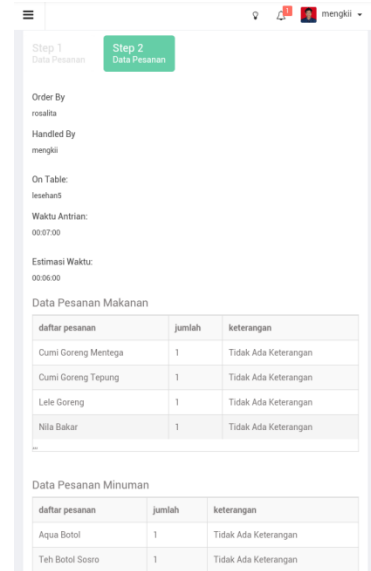 1
mengkii
Step 1
Data Pesanan
Step 2
Data Pesanan
Order By
rosalita
Handled By
mengkii
On Table:
lesehan5
Waktu Antrian:
00:07:00
Estimasi Waktu:
00:06:00
Data Pesanan Makanan
daftar pesanan jumlah keterangan
Cumi Goreng Mentega 1 Tidak Ada Keterangan
Cumi Goreng Tepung 1 Tidak Ada Keterangan
Lele Goreng 1 Tidak Ada Keterangan
Nila Bakar 1 Tidak Ada Keterangan
Data Pesanan Minuman
daftar pesanan jumlah keterangan
Aqua Botol 1 Tidak Ada Keterangan
Teh Botol Sosro 1 Tidak Ada Keterangan